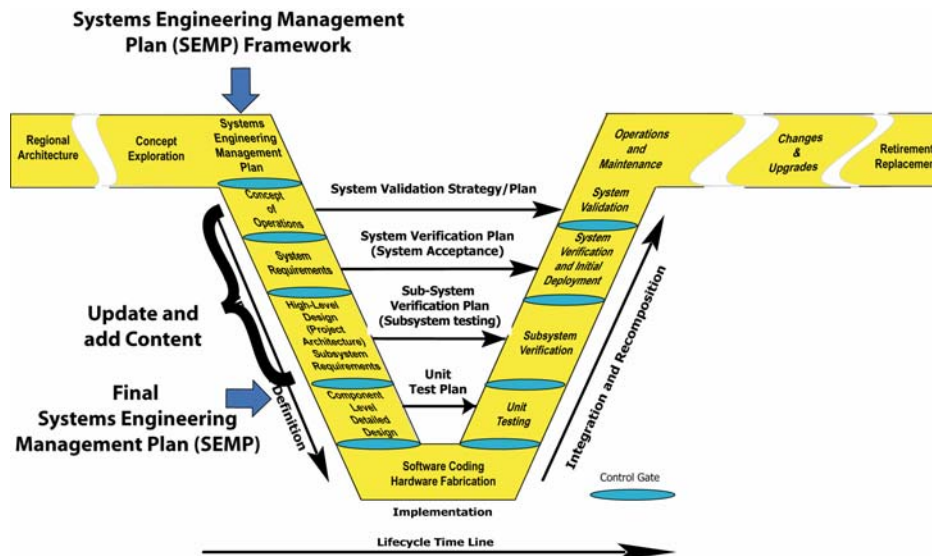 Systems Engineering Management
Plan (SEMP) Framework
Regional
Architecture
Concept
Exploration
Systems
Engineering
Management
Plan
Operations
and
Maintenance
Changes
&
Upgrades
Retirement
Replacement
Concept
of
Operations
System Validation Strategy/Plan
System
Validation
System
Requirements
System Verification Plan
(System Acceptance)
System
Verification
and Initial
Deployment
High-Level
Design
(Project
Architecture)
Subsystem
Requirements
Sub-System
Verification Plan
(Subsystem testing)
Subsystem
Verification
Update and
add Content
Component
Level
Detailed
Design
Unit
Test Plan
Unit
Testing
Final
Systems Engineering
Management Plan (SEMP)
Definition
Integration and Recomposition
Software Coding
Hardware Fabrication
Control Gate
Implementation
Lifecycle Time Line